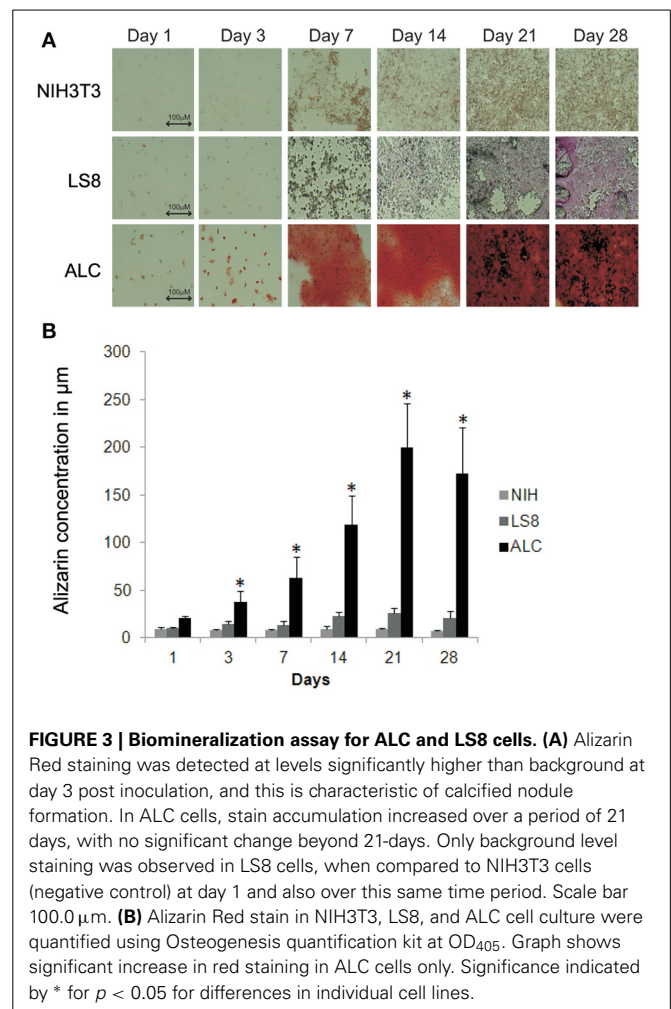 A
Day 1 Day 3 Day 7 Day 14 Day 21 Day 28
NIH3T3
100µM
LS8
100µM
ALC
100µM
B
Alizarin concentration in µm
300
250
200
150
100
50
0
* * * * *
NIH
LS8
ALC
1 3 7 14 21 28
Days
FIGURE 3 | Biomineralization assay for ALC and LS8 cells. (A) Alizarin
Red staining was detected at levels significantly higher than background at
day 3 post inoculation, and this is characteristic of calcified nodule
formation. In ALC cells, stain accumulation increased over a period of 21
days, with no significant change beyond 21-days. Only background level
staining was observed in LS8 cells, when compared to NIH3T3 cells
(negative control) at day 1 and also over this same time period. Scale bar
100.0 µm. (B) Alizarin Red stain in NIH3T3, LS8, and ALC cell culture were
quantified using Osteogenesis quantification kit at OD405. Graph shows
significant increase in red staining in ALC cells only. Significance indicated
by * for p < 0.05 for differences in individual cell lines.